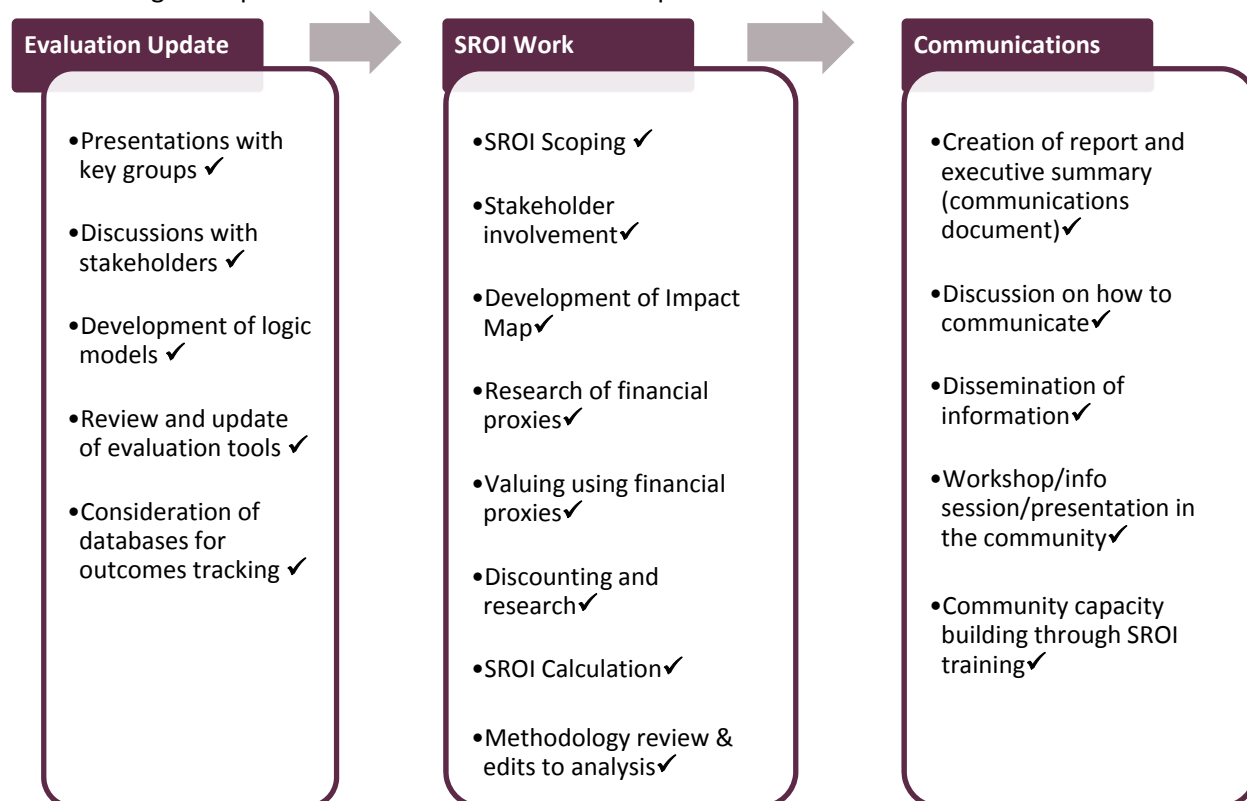 Evaluation Update
•Presentations with
key groups ✓
•Discussions with
stakeholders ✓
•Development of logic
models ✓
•Review and update
of evaluation tools ✓
•Consideration of
databases for
outcomes tracking ✓
SROI Work
•SROI Scoping ✓
•Stakeholder
involvement✓
•Development of Impact
Map✓
•Research of financial
proxies✓
•Valuing using financial
proxies✓
•Discounting and
research✓
•SROI Calculation✓
•Methodology review &
edits to analysis✓
Communications
•Creation of report and
executive summary
(communications
document)✓
•Discussion on how to
communicate✓
•Dissemination of
information✓
•Workshop/info
session/presentation in
the community✓
•Community capacity
building through SROI
training✓